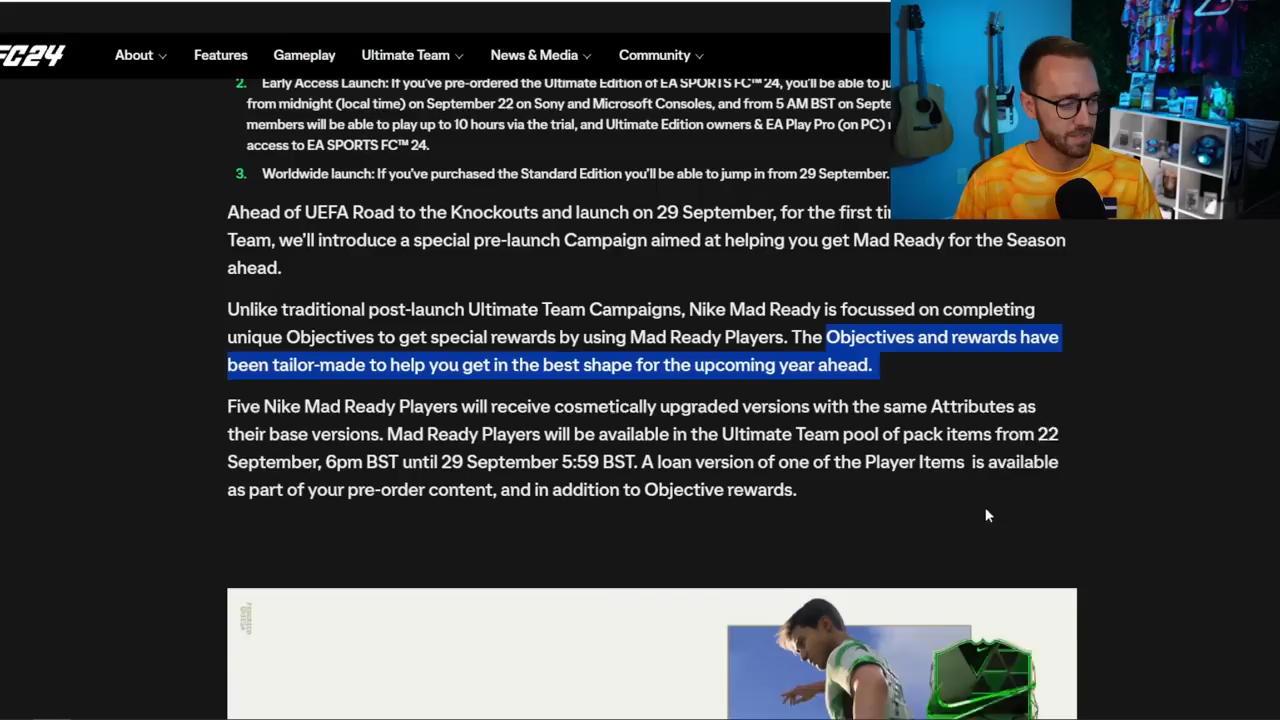 FC24
About
Features
Gameplay
Ultimate Team
News & Media
Community
2. Early Access Launch: If you've pre-ordered the Ultimate Edition of EA SPORTS FC™ 24, you'll be able to
from midnight (local time) on September 22 on Sony and Microsoft Consoles, and from 5 AM BST on
members will be able to play up to 10 hours via the trial, and Ultimate Edition owners & EA Play Pro (on PC)
access to EA SPORTS FC™ 24.
3. Worldwide launch: If you've purchased the Standard Edition you'll be able to jump in from 29 September.
Ahead of UEFA Road to the Knockouts and launch on 29 September, for the first
Team, we'll introduce a special pre-launch Campaign aimed at helping you get Mad Ready for the Season
ahead.
Unlike traditional post-launch Ultimate Team Campaigns, Nike Mad Ready is focussed on completing
unique Objectives to get special rewards by using Mad Ready Players. The Objectives and rewards have
been tailor-made to help you get in the best shape for the upcoming year ahead.
Five Nike Mad Ready Players will receive cosmetically upgraded versions with the same Attributes as
their base versions. Mad Ready Players will be available in the Ultimate Team pool of pack items from 22
September, 6pm BST until 29 September 5:59 BST. A loan version of one of the Player Items is available
as part of your pre-order content, and in addition to Objective rewards.